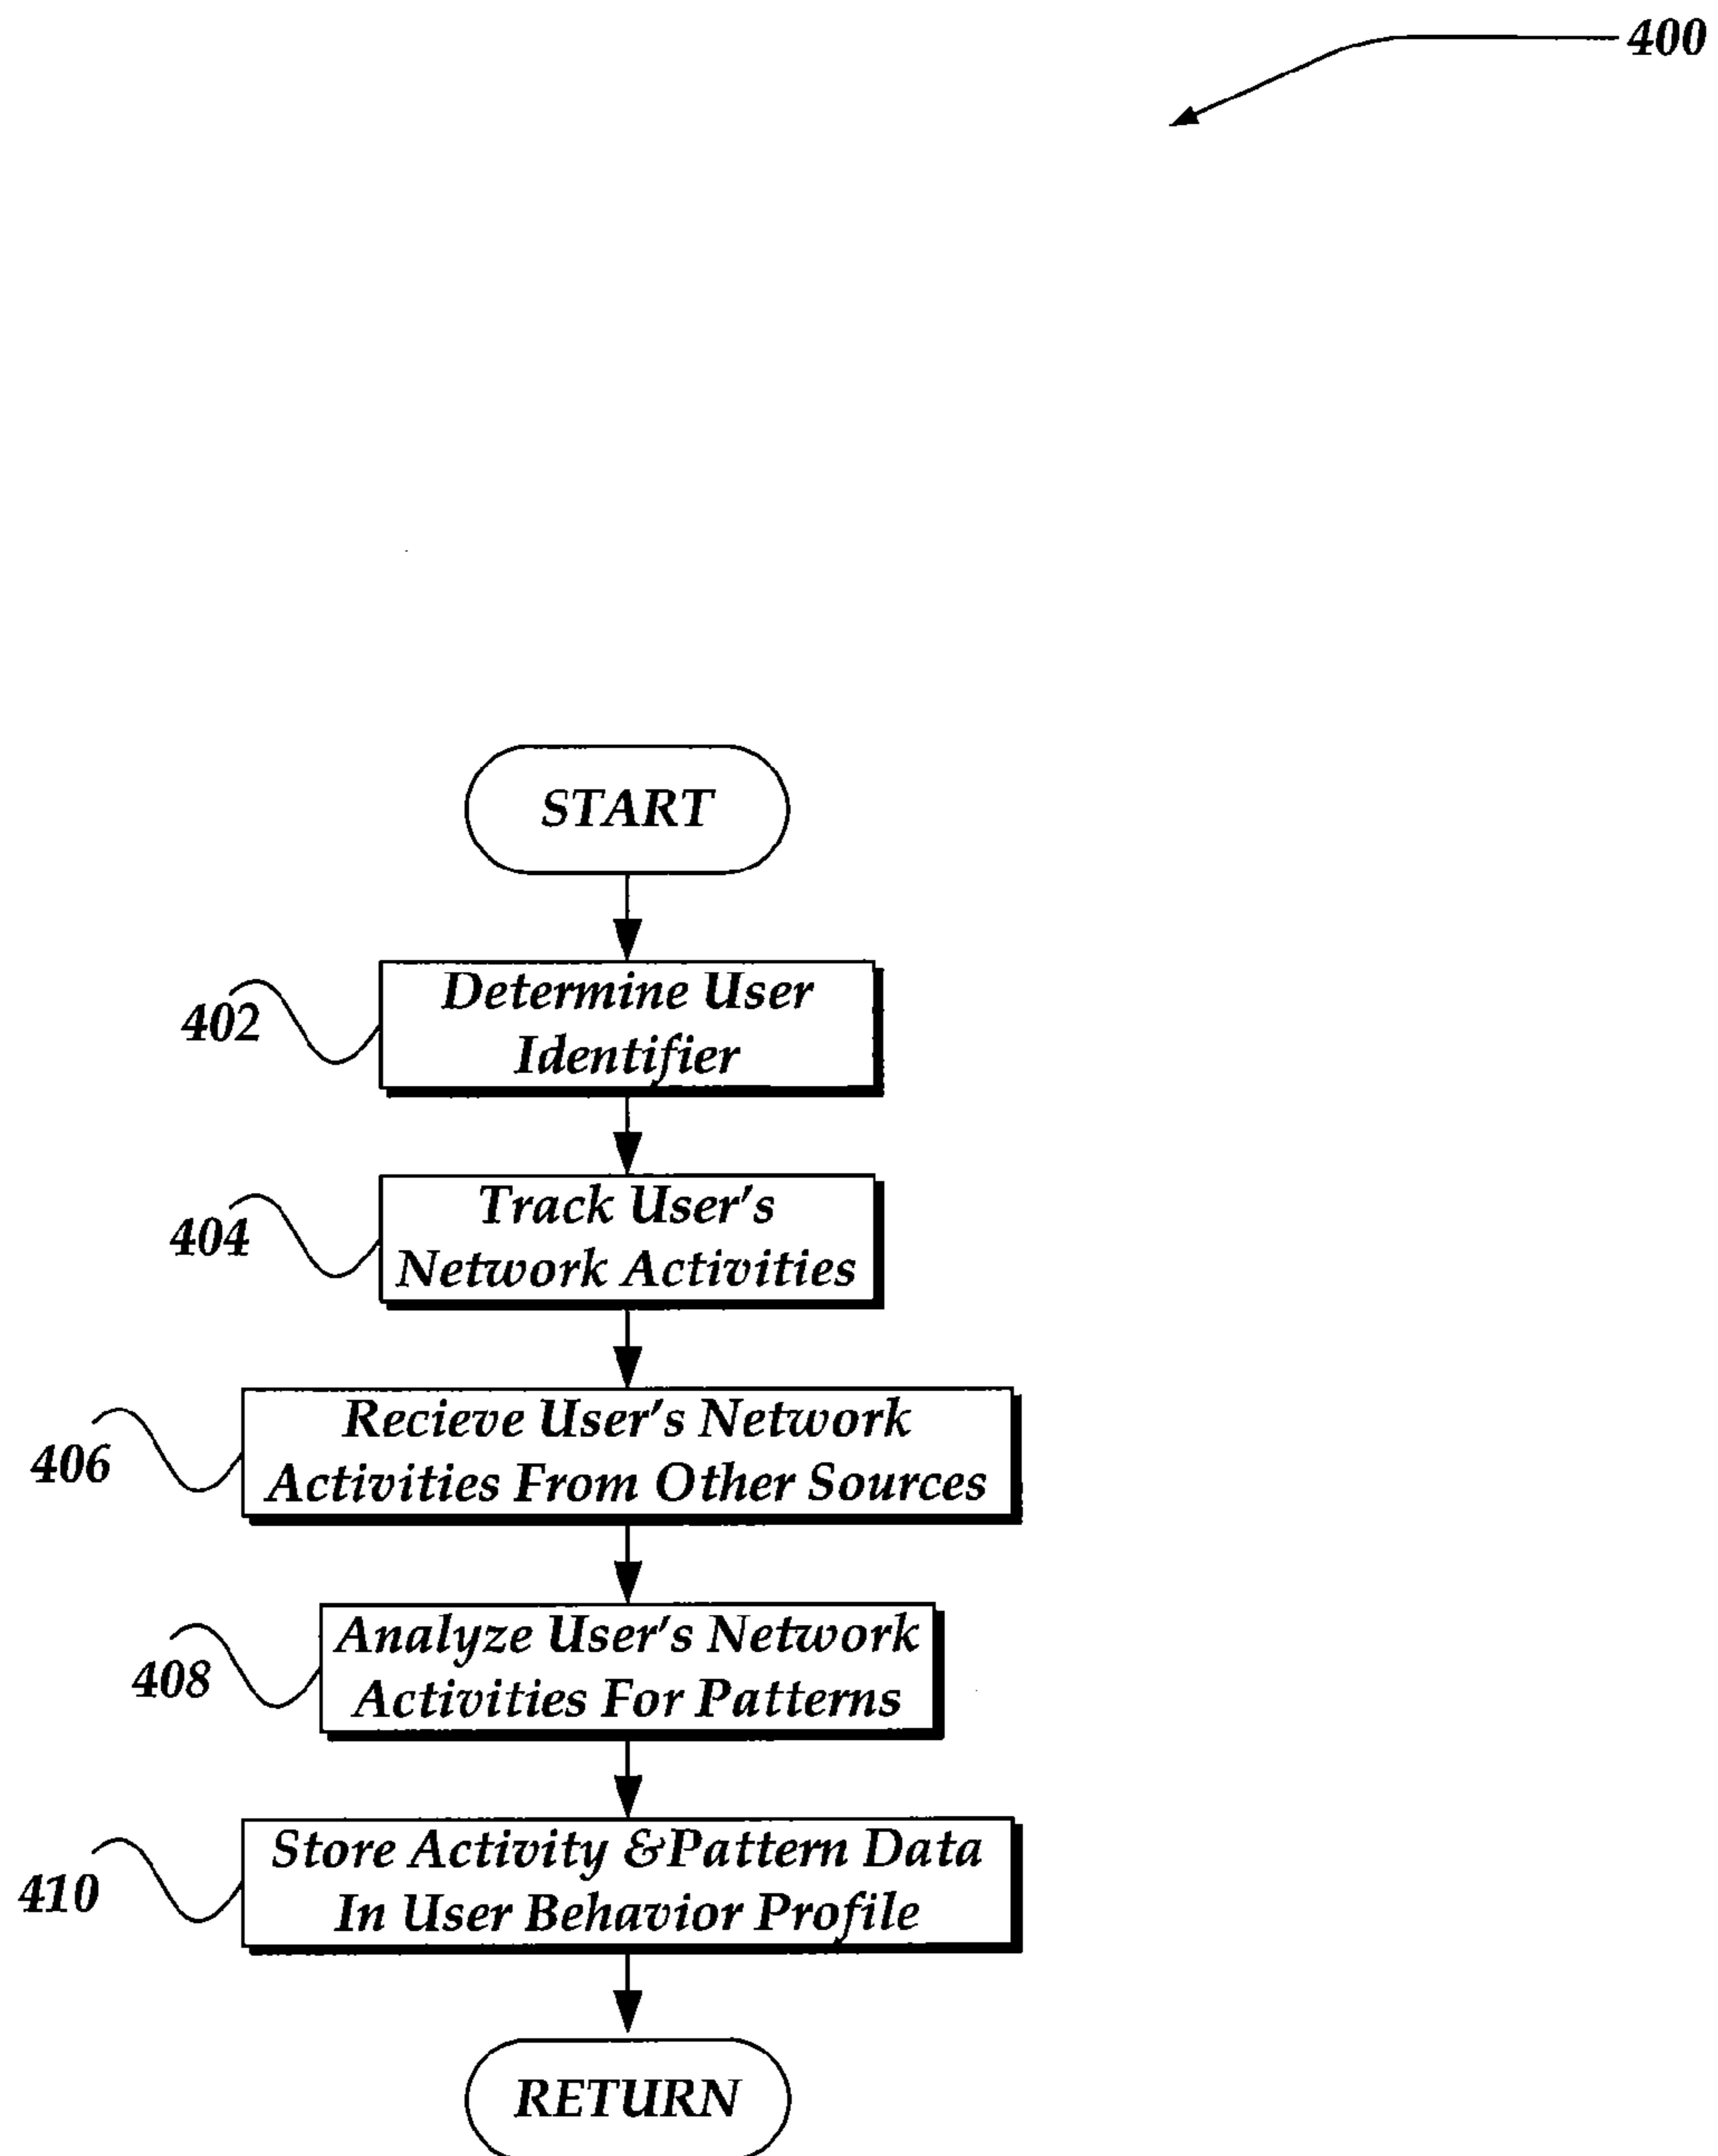 400
START
402
Determine User
Identifier
404
Track User's
Network Activities
406
Recieve User's Network
Activities From Other Sources
408
Analyze User's Network
Activities For Patterns
410
Store Activity &Pattern Data
In User Behavior Profile
RETURN